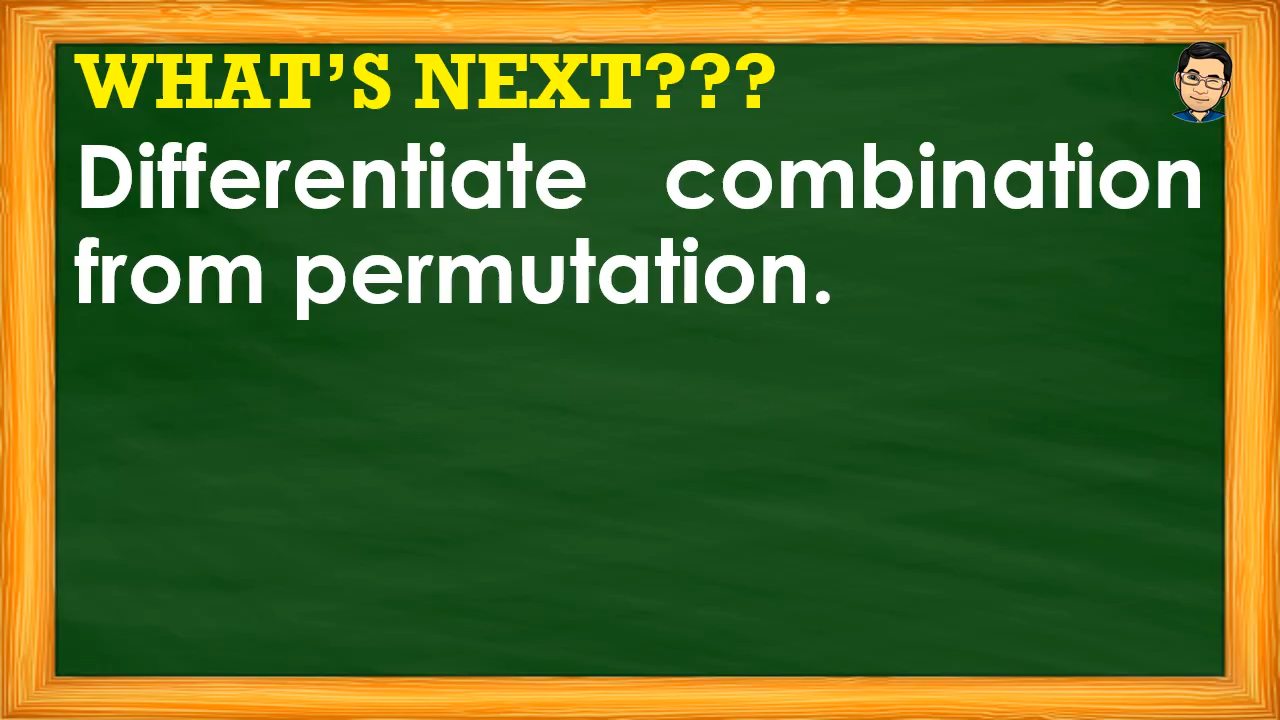 WHAT’S NEXT???
Differentiate combination
from permutation.